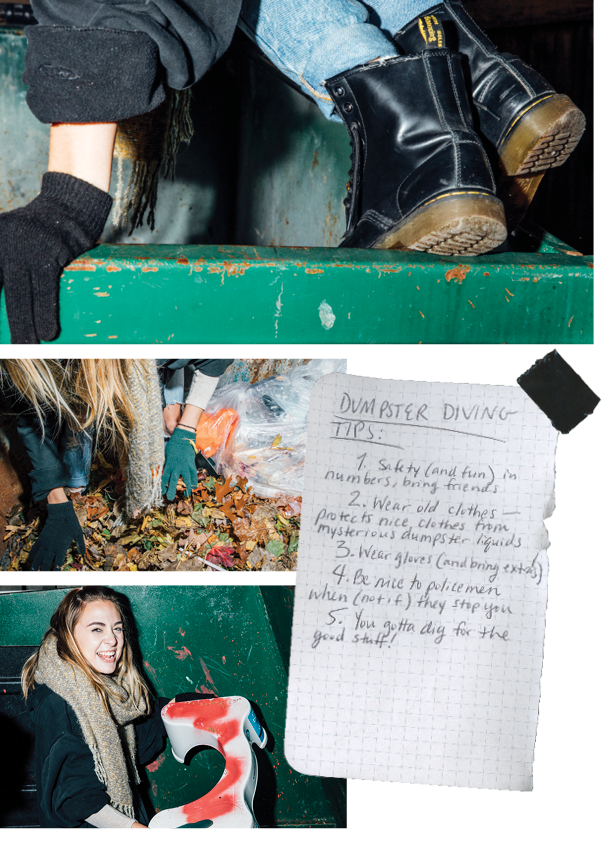 DUMPSTER DIVING
TIPS:
1. Safety (and fun) in
numbers, bring friends
2. Wear old clothes —
protects nice clothes from
mysterious dumpster liquids
3. Wear gloves (and bring extras)
4. Be nice to policemen
when (not if) they stop you
5. You gotta dig for the
good stuff!